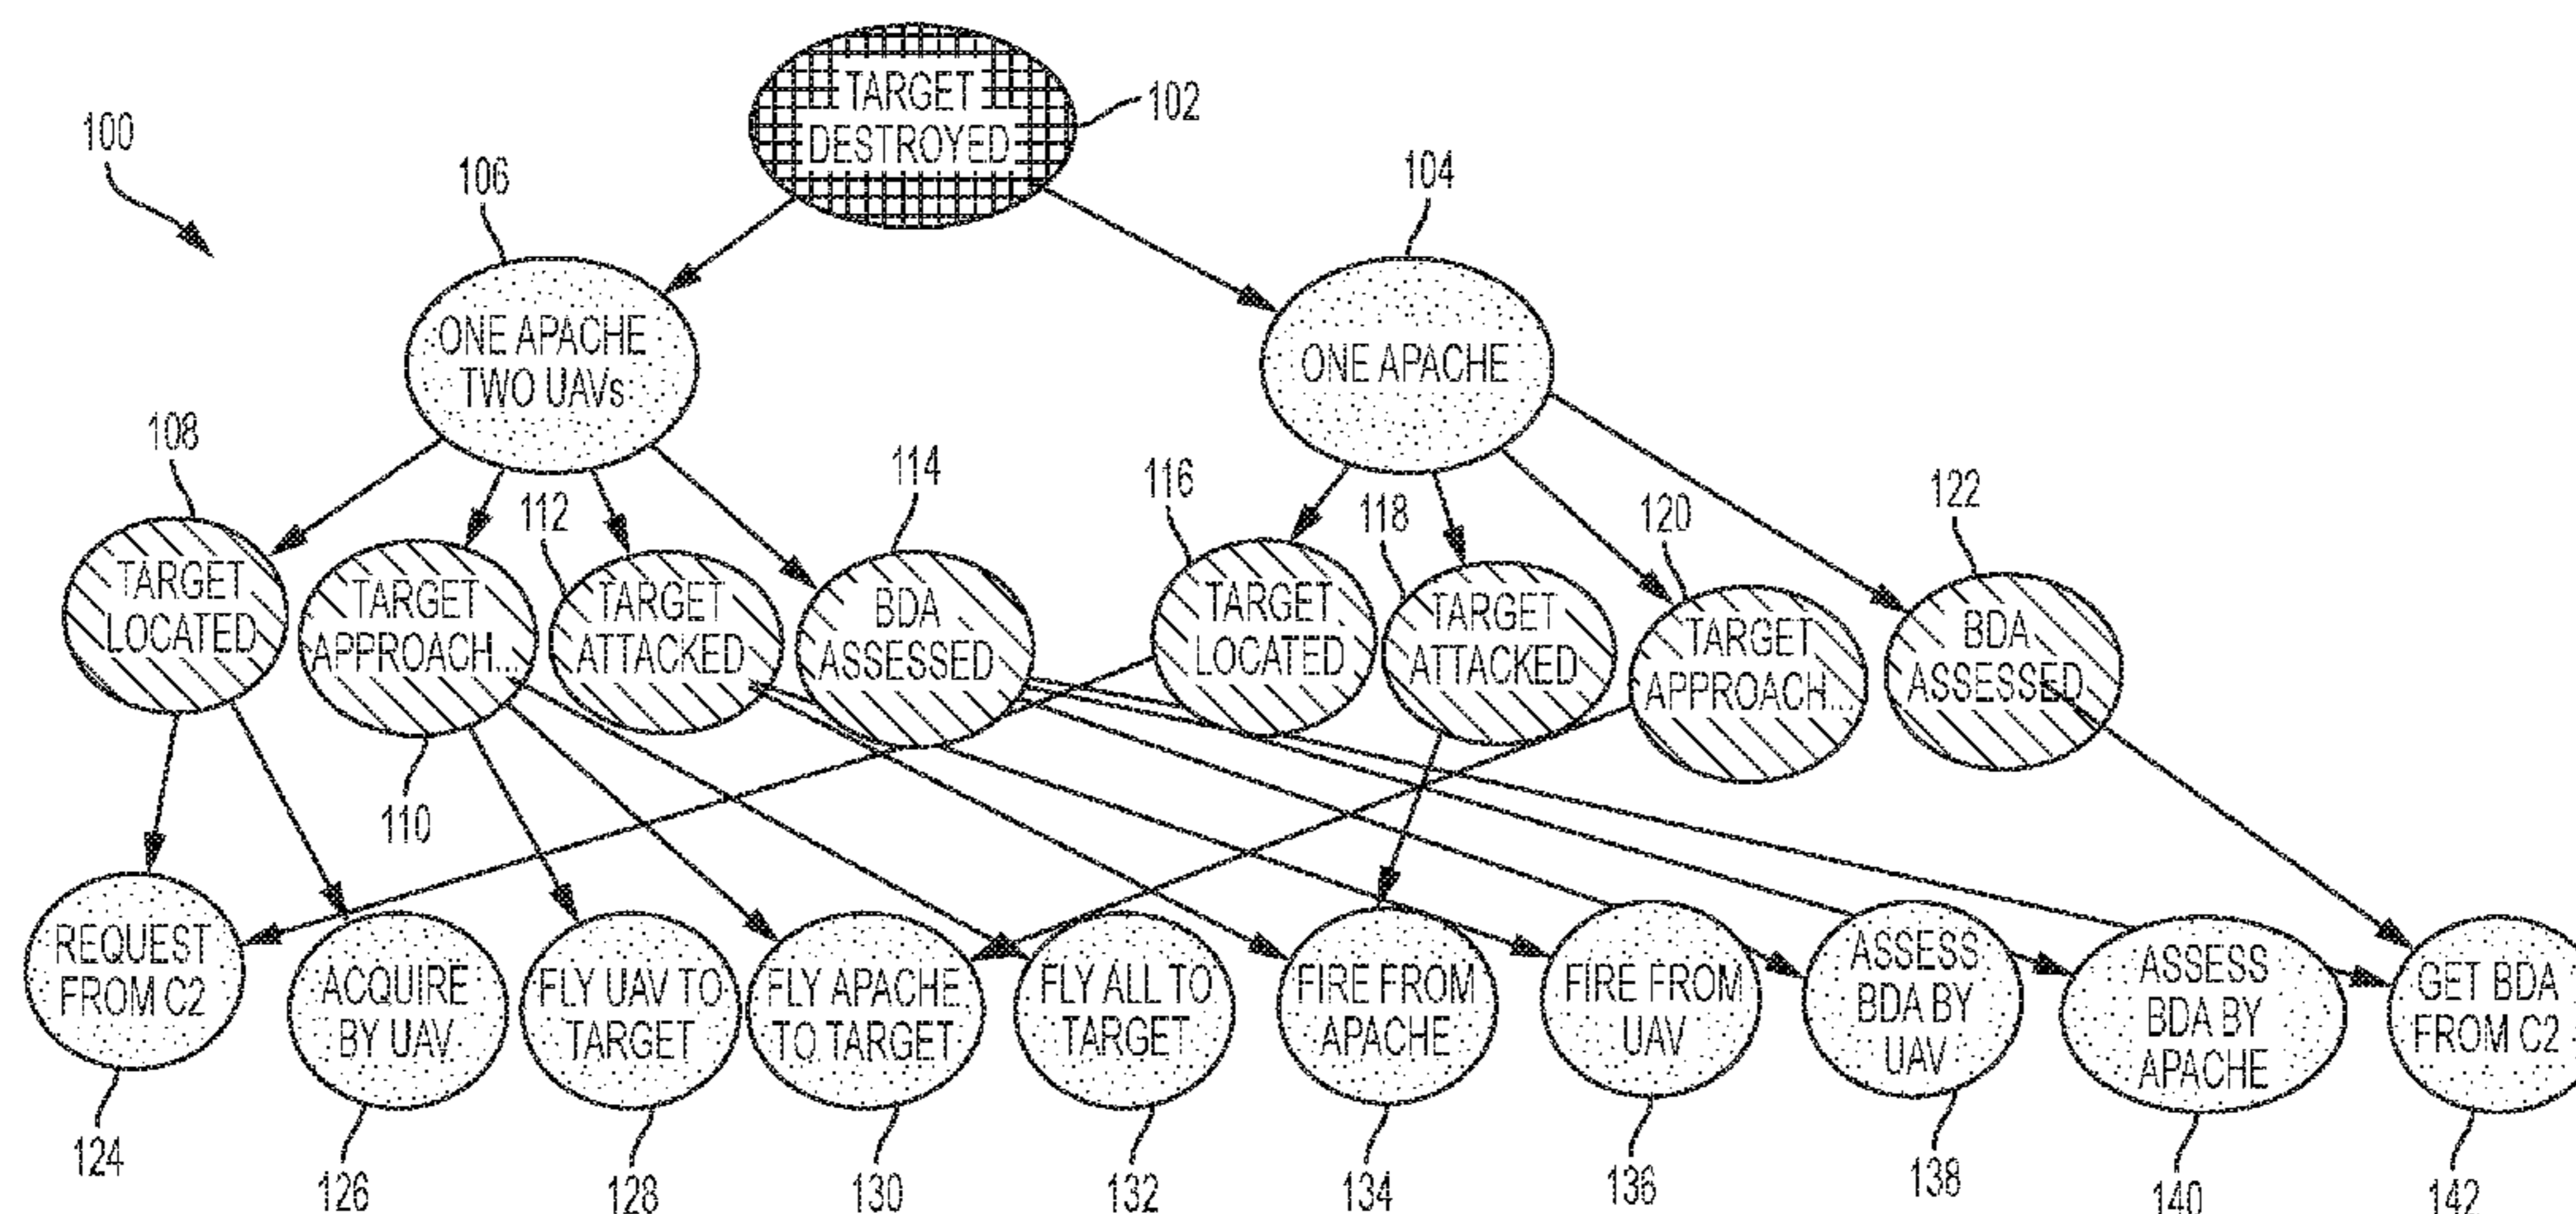 TARGET
DESTROYED
102
100
106
104
ONE APACHE
TWO UAVs
ONE APACHE
108
112
114
116
118
120
122
TARGET
LOCATED
TARGET
APPROACH...
TARGET
ATTACKED
BDA
ASSESSED
TARGET
LOCATED
TARGET
ATTACKED
TARGET
APPROACH...
BDA
ASSESSED
110
REQUEST
FROM C2
ACQUIRE
BY UAV
FLY UAV TO
TARGET
FLY APACHE
TO TARGET
FLY ALL TO
TARGET
FIRE FROM
APACHE
FIRE FROM
UAV
ASSESS
BDA BY
UAV
ASSESS
BDA BY
APACHE
GET BDA
FROM C2
124
126
128
130
132
134
136
138
140
142